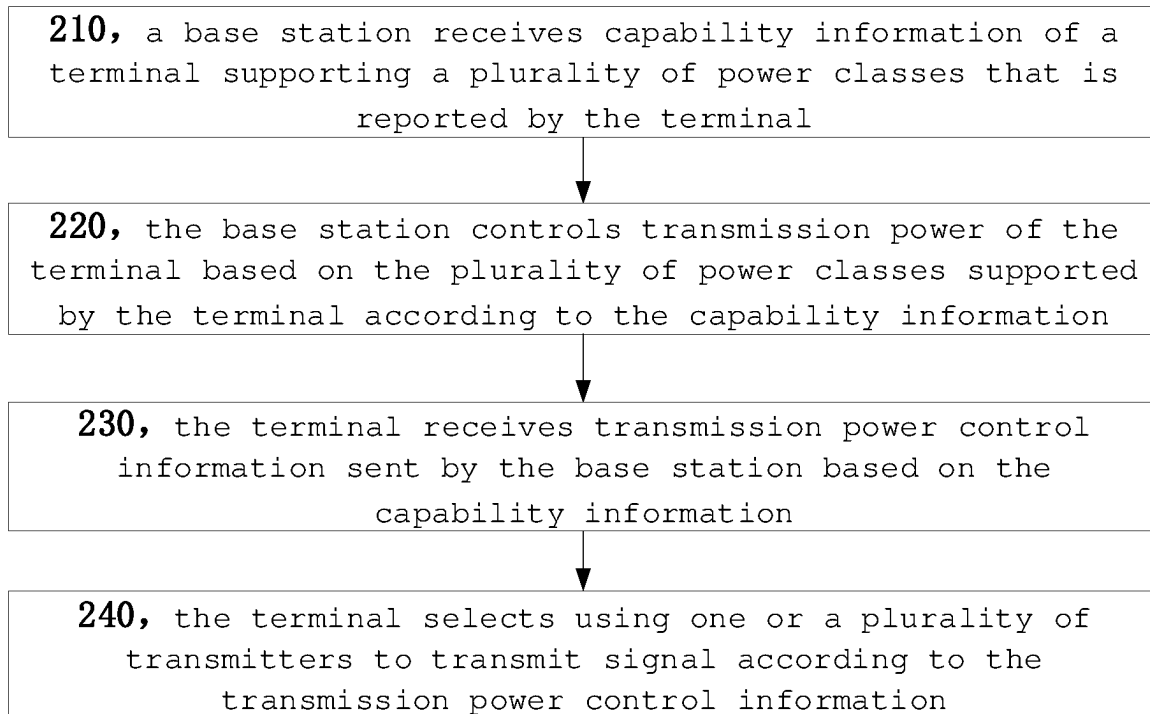 210, a base station receives capability information of a
terminal supporting a plurality of power classes that is
reported by the terminal
220, the base station controls transmission power of the
terminal based on the plurality of power classes supported
by the terminal according to the capability information
230, the terminal receives transmission power control
information sent by the base station based on the
capability information
240, the terminal selects using one or a plurality of
transmitters to transmit signal according to the
transmission power control information